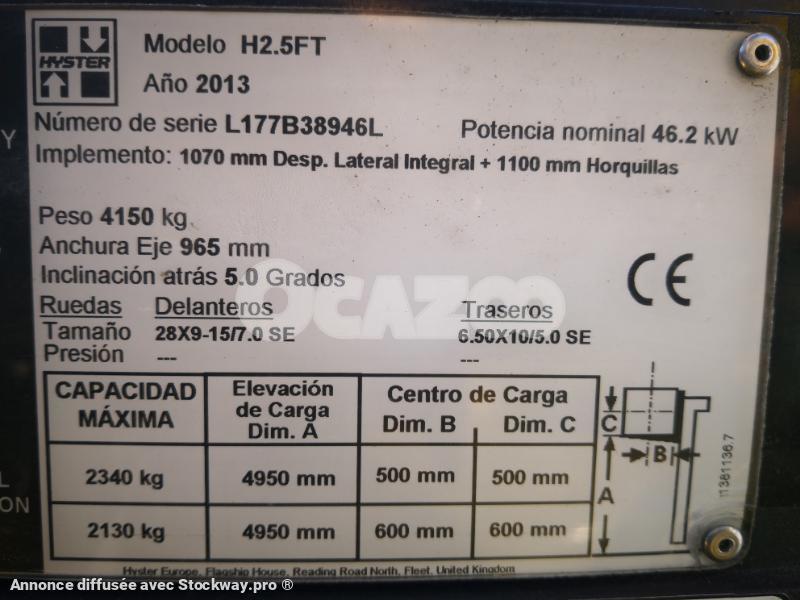 HYSTER
Modelo H2.5FT
Año 2013
Número de serie L177B38946L
Potencia nominal 46.2 kW
Implemento: 1070 mm Desp. Lateral Integral + 1100 mm Horquillas
Peso 4150 kg
Anchura Eje 965 mm
Inclinación atrás 5.0 Grados
CE
OCAZOO
Ruedas Delanteros Traseros
Tamaño 28X9-15/7.0 SE 6.50X10/5.0 SE
Presión --- ---
CAPACIDAD MÁXIMA
Elevación de Carga Dim. A
Centro de Carga
Dim. B Dim. C
2340 kg 4950 mm 500 mm 500 mm
2130 kg 4950 mm 600 mm 600 mm
C
B
A
Hyster Europe, Flagship House, Reading Road North, Fleet, United Kingdom
Y
L
ION
Annonce diffusée avec Stockway.pro ®